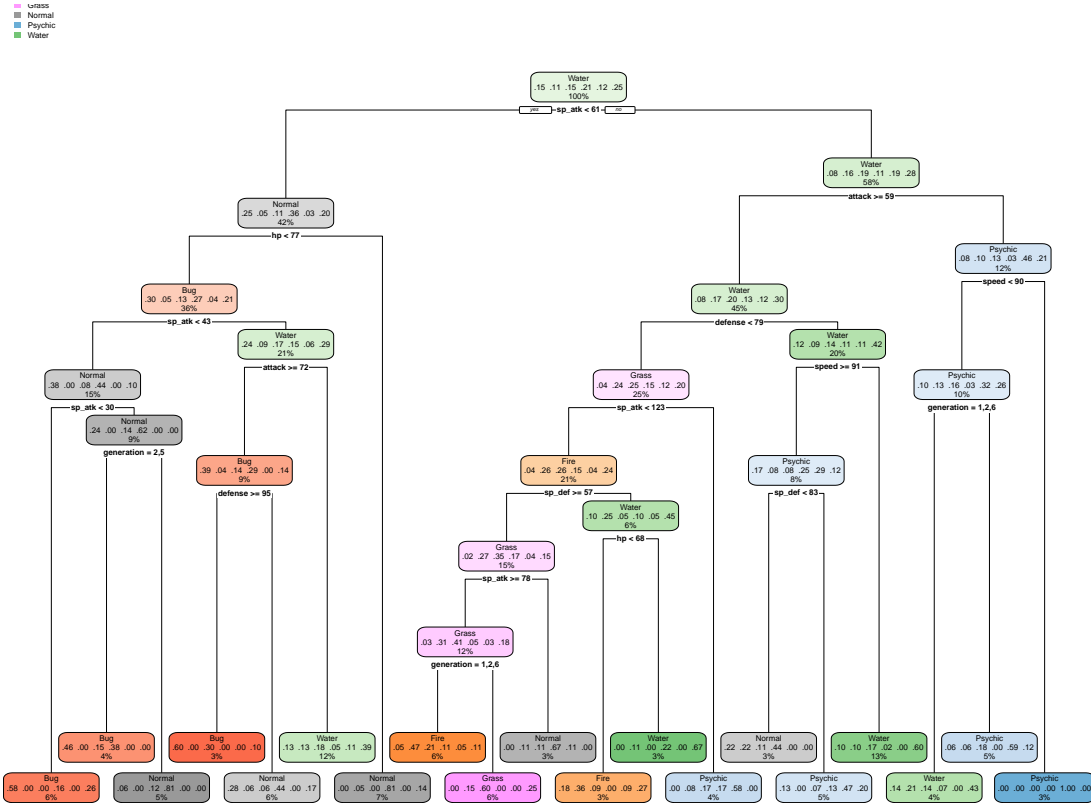 Grass
Normal
Psychic
Water
Water
.15 .11 .15 .21 .12 .25
100%
yes sp_atk < 61 no
Water
.08 .16 .19 .11 .19 .28
58%
attack >= 59
Normal
.25 .05 .11 .36 .03 .20
42%
hp < 77
Psychic
.08 .10 .13 .03 .46 .21
12%
speed < 90
Bug
.30 .05 .13 .27 .04 .21
36%
sp_atk < 43
Water
.08 .17 .20 .13 .12 .30
45%
defense < 79
Water
.24 .09 .17 .15 .06 .29
21%
attack >= 72
Water
.12 .09 .14 .11 .11 .42
20%
speed >= 91
Normal
.38 .00 .08 .44 .00 .10
15%
sp_atk < 30
Grass
.04 .24 .25 .15 .12 .20
25%
sp_atk < 123
Psychic
.10 .13 .16 .03 .32 .26
10%
generation = 1,2,6
Normal
.24 .00 .14 .62 .00 .00
9%
generation = 2,5
Bug
.39 .04 .14 .29 .00 .14
9%
defense >= 95
Fire
.04 .26 .26 .15 .04 .24
21%
sp_def >= 57
Psychic
.17 .08 .08 .25 .29 .12
8%
sp_def < 83
Water
.10 .25 .05 .10 .05 .45
6%
hp < 68
Grass
.02 .27 .35 .17 .04 .15
15%
sp_atk >= 78
Grass
.03 .31 .41 .05 .03 .18
12%
generation = 1,2,6
Bug
.46 .00 .15 .38 .00 .00
4%
Bug
.60 .00 .30 .00 .00 .10
3%
Water
.13 .13 .18 .05 .11 .39
12%
Fire
.05 .47 .21 .11 .05 .11
6%
Normal
.00 .11 .11 .67 .11 .00
3%
Water
.00 .11 .00 .22 .00 .67
3%
Normal
.22 .22 .11 .44 .00 .00
3%
Water
.10 .10 .17 .02 .00 .60
13%
Psychic
.06 .06 .18 .00 .59 .12
5%
Bug
.58 .00 .00 .16 .00 .26
6%
Normal
.06 .00 .12 .81 .00 .00
5%
Normal
.28 .06 .06 .44 .00 .17
6%
Normal
.00 .05 .00 .81 .00 .14
7%
Grass
.00 .15 .60 .00 .00 .25
6%
Fire
.18 .36 .09 .00 .09 .27
3%
Psychic
.00 .08 .17 .17 .58 .00
4%
Psychic
.13 .00 .07 .13 .47 .20
5%
Water
.14 .21 .14 .07 .00 .43
4%
Psychic
.00 .00 .00 .00 1.00
3%